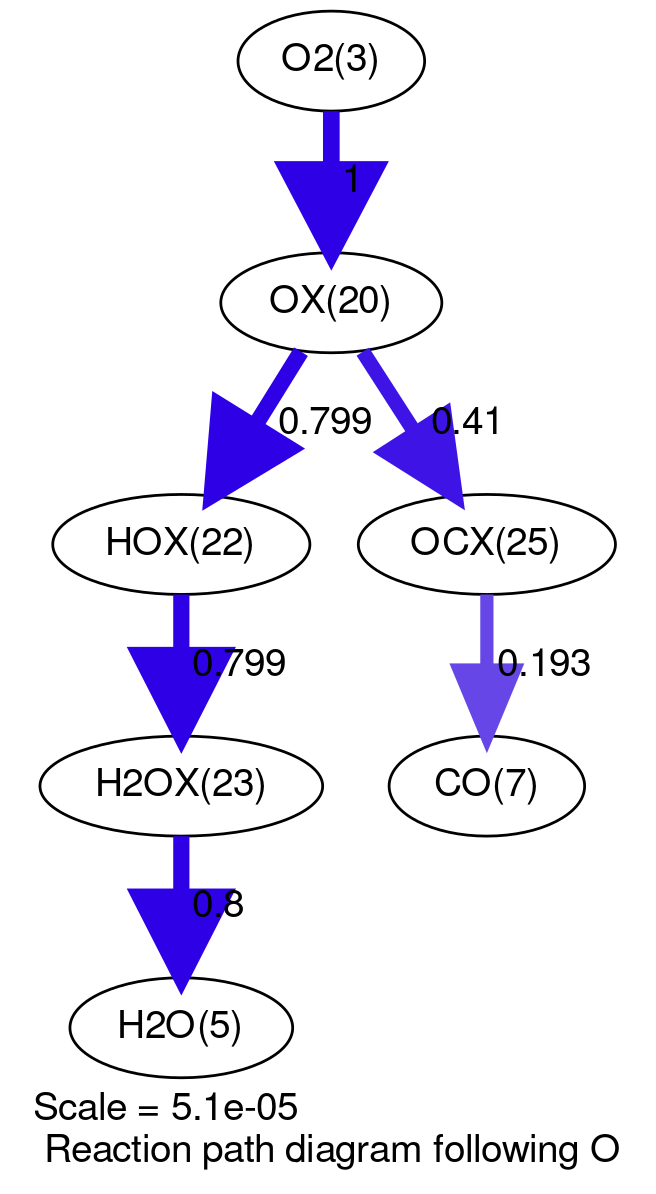 O2(3)
1
OX(20)
0.799
0.41
HOX(22)
OCX(25)
0.799
0.193
H2OX(23)
CO(7)
0.8
H2O(5)
Scale = 5.1e-05
Reaction path diagram following O